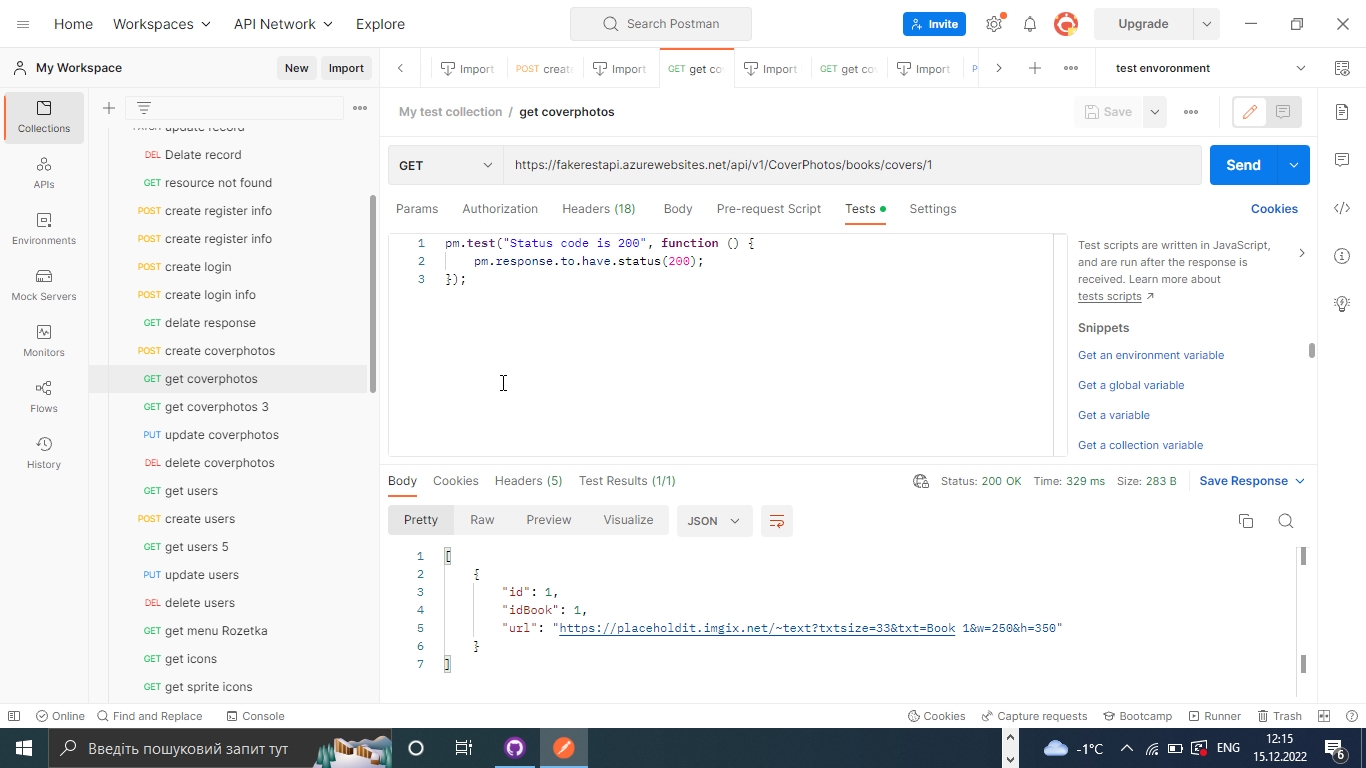 Home Workspaces API Network Explore Search Postman Invite Upgrade
My Workspace New Import
Import POST create Import GET get co Import GET get co Import P test envoronment
Collections
APIs
Environments
Mock Servers
Monitors
Flows
History
PATCH update record
DEL Delate record
GET resource not found
POST create register info
POST create register info
POST create login
POST create login info
GET delate response
POST create coverphotos
GET get coverphotos
GET get coverphotos 3
PUT update coverphotos
DEL delete coverphotos
GET get users
POST create users
GET get users 5
PUT update users
DEL delete users
GET get menu Rozetka
GET get icons
GET get sprite icons
My test collection / get coverphotos Save
GET https://fakerestapi.azurewebsites.net/api/v1/CoverPhotos/books/covers/1 Send
Params Authorization Headers (18) Body Pre-request Script Tests Settings Cookies
1 pm.test("Status code is 200", function () {
2 pm.response.to.have.status(200);
3 });
Test scripts are written in JavaScript,
and are run after the response is
received. Learn more about
tests scripts ↗
Snippets
Get an environment variable
Get a global variable
Get a variable
Get a collection variable
Body Cookies Headers (5) Test Results (1/1) Status: 200 OK Time: 329 ms Size: 283 B Save Response
Pretty Raw Preview Visualize JSON
1 [
2 {
3 "id": 1,
4 "idBook": 1,
5 "url": "https://placeholdit.imgix.net/~text?txtsize=33&txt=Book 1&w=250&h=350"
6 }
7 ]
Online Find and Replace Console Cookies Capture requests Bootcamp Runner Trash
Введіть пошуковий запит тут -1°C ENG 12:15
15.12.2022 6